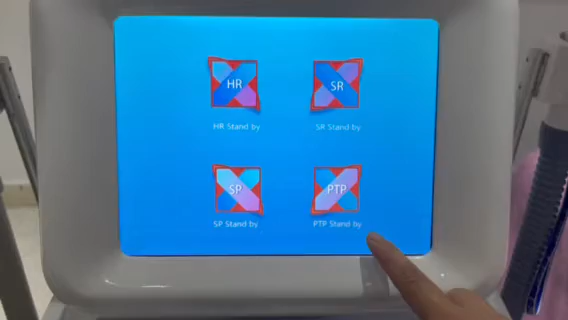 HR
SR
HR Stand by
SR Stand by
SP
PTP
SP Stand by
PTP Stand by